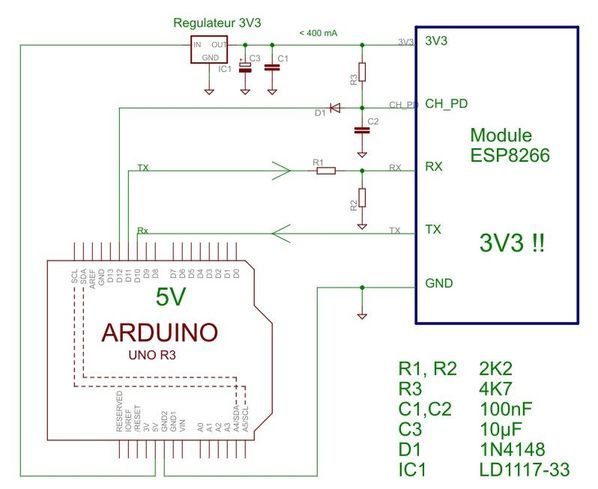 Regulateur 3V3
IN OUT
GND
IC1
C3
C1
< 400 mA
3V3
3V3
R3
D1
CH_PD
CH_PD
C2
Module
ESP8266
TX
R1
RX
RX
R2
Rx
TX
TX
3V3 !!
GND
SCL
SDA
AREF
GND
D13
D12
D11
D10
D9
D8
D7
D6
D5
D4
D3
D2
D1
D0
5V
ARDUINO
UNO R3
RESERVED
IOREF
/RESET
3V
5V
GND2
GND1
VIN
A0
A1
A2
A3
A4/SDA
A5/SCL
R1, R2 2K2
R3 4K7
C1,C2 100nF
C3 10µF
D1 1N4148
IC1 LD1117-33